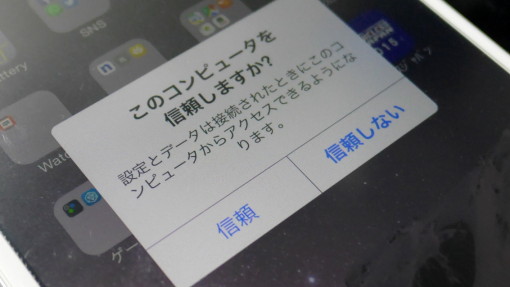 SNS
このコンピュータを
信頼しますか?
設定とデータは接続されたときにこのコ
ンピュータからアクセスできるようにな
ります。
信頼
信頼しない